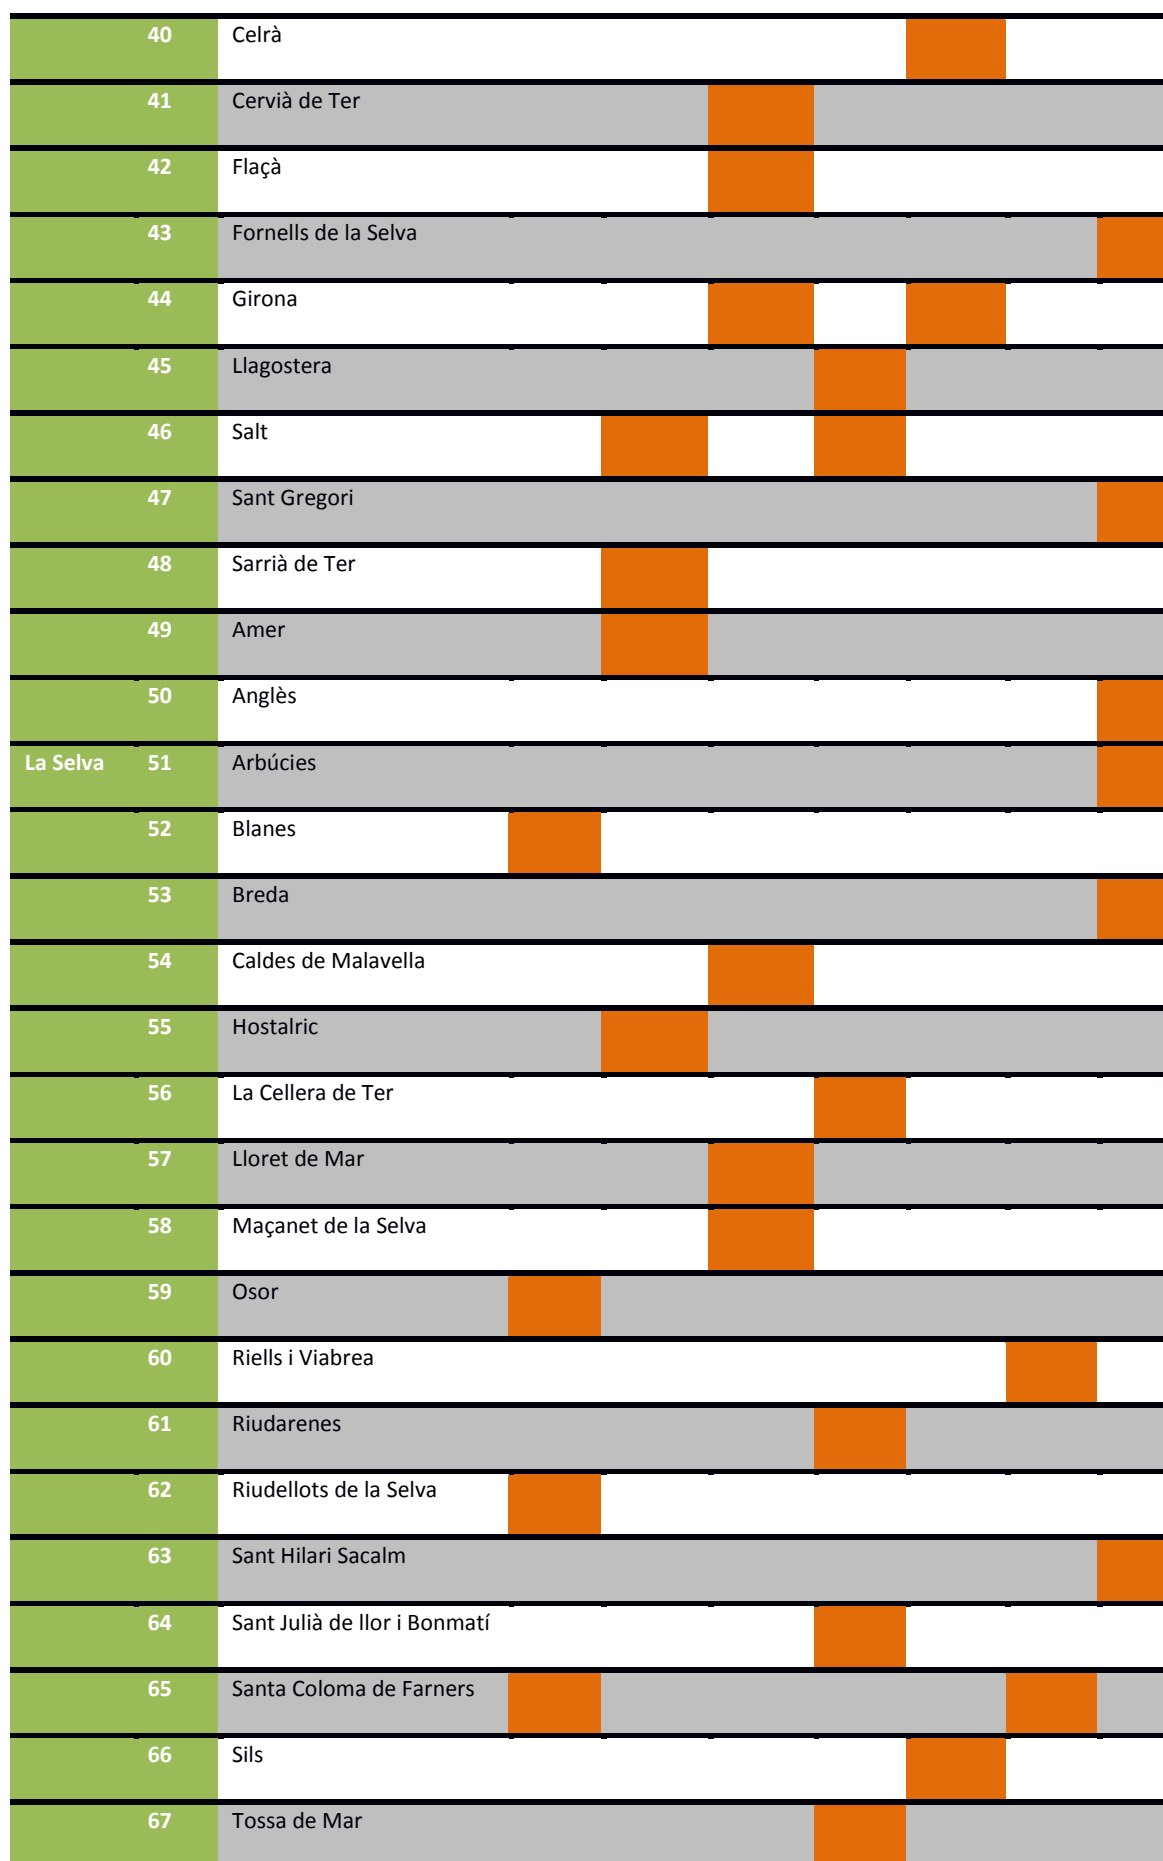 40 Celrà
41 Cervià de Ter
42 Flaçà
43 Fornells de la Selva
44 Girona
45 Llagostera
46 Salt
47 Sant Gregori
48 Sarrià de Ter
49 Amer
50 Anglès
La Selva 51 Arbúcies
52 Blanes
53 Breda
54 Caldes de Malavella
55 Hostalric
56 La Cellera de Ter
57 Lloret de Mar
58 Maçanet de la Selva
59 Osor
60 Riells i Viabrea
61 Riudarenes
62 Riudellots de la Selva
63 Sant Hilari Sacalm
64 Sant Julià de llor i Bonmatí
65 Santa Coloma de Farners
66 Sils
67 Tossa de Mar